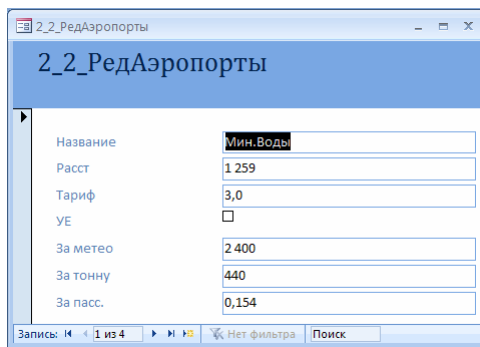 2_2_РедАэропорты
2_2_РедАэропорты
Название Мин.Воды
Расст 1 259
Тариф 3,0
УЕ
За метео 2 400
За тонну 440
За пасс. 0,154
Запись: 1 из 4 Нет фильтра Поиск